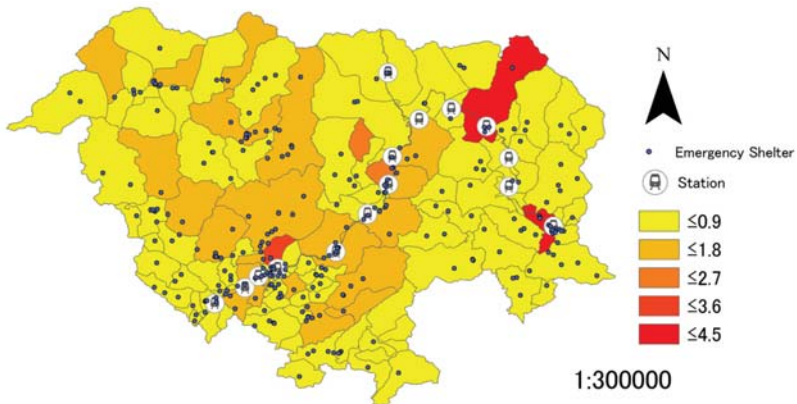 N
Emergency Shelter
Station
≤0.9
≤1.8
≤2.7
≤3.6
≤4.5
1:300000